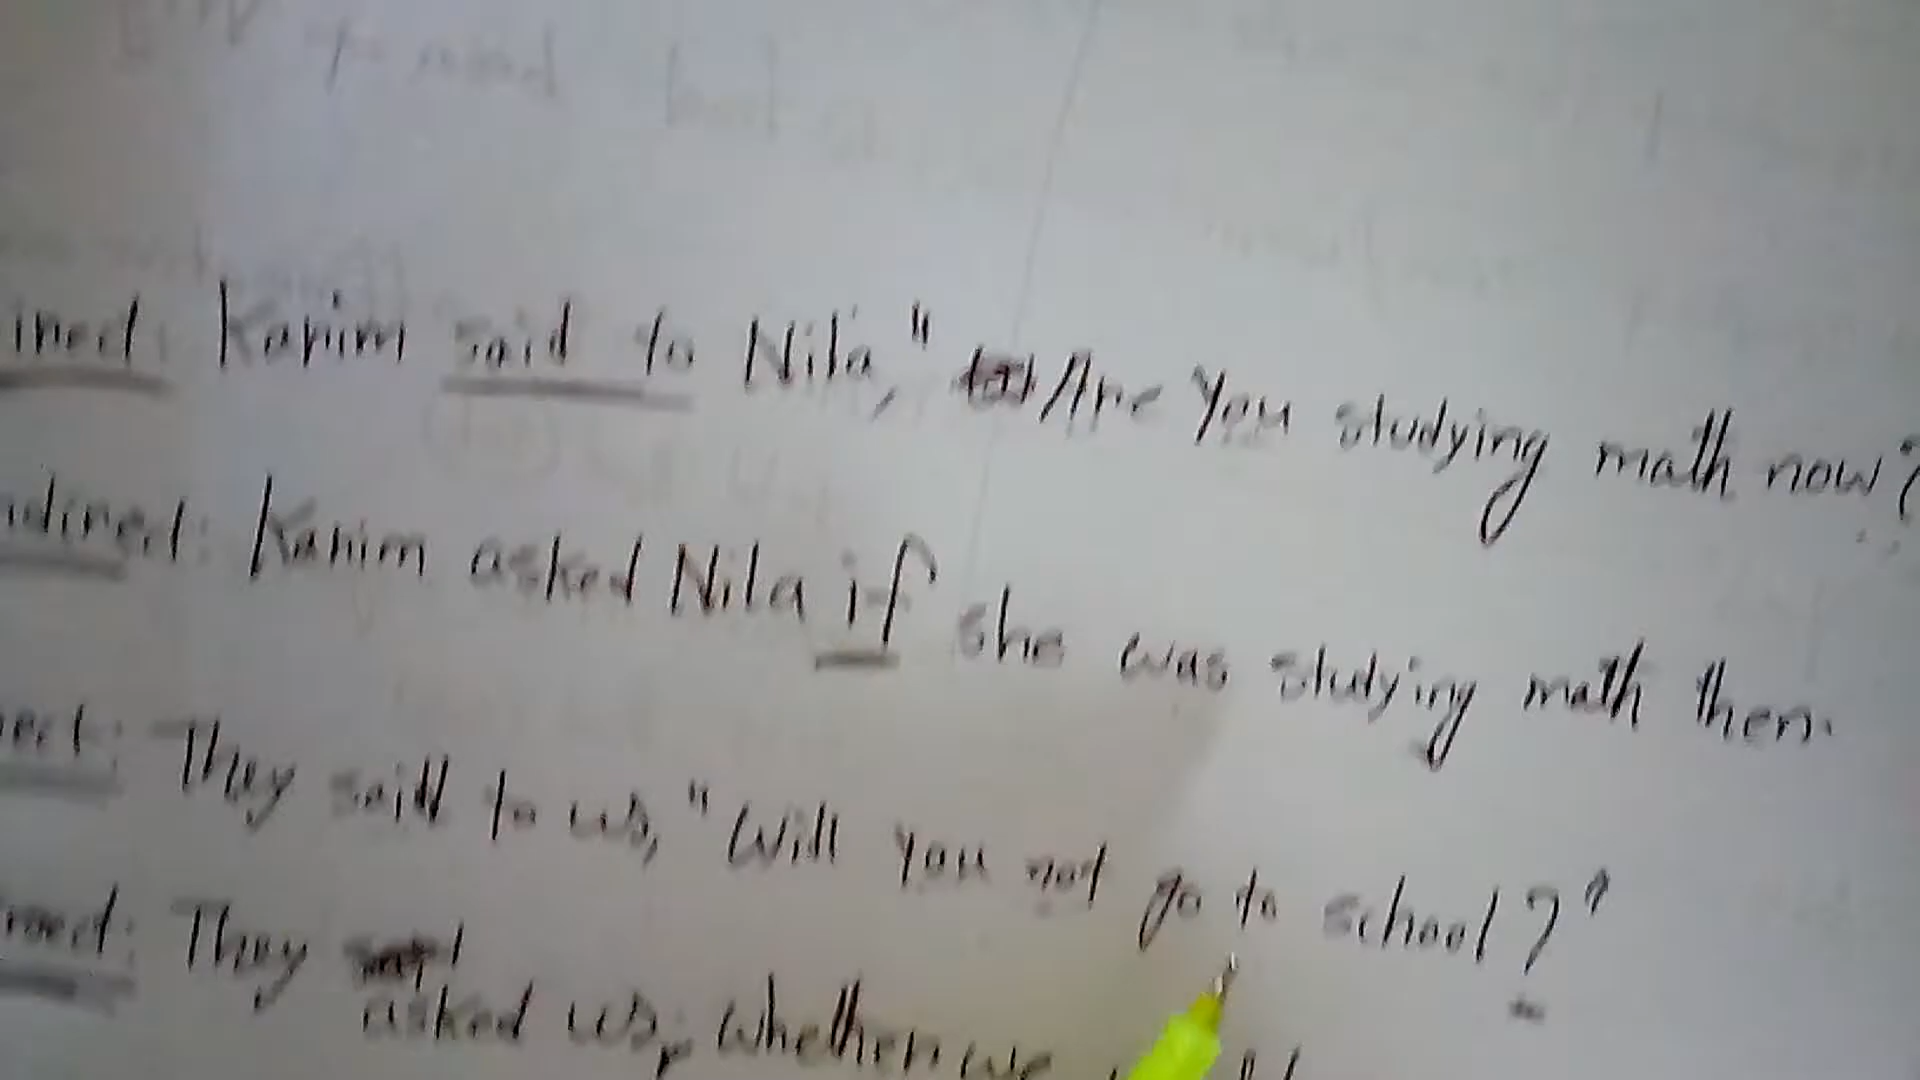 Karim said to Nila," Are You studying math now?
Karim asked Nila if she was studying math then.
They said to us, "Will you not go to school?"
They
asked us, Whether we